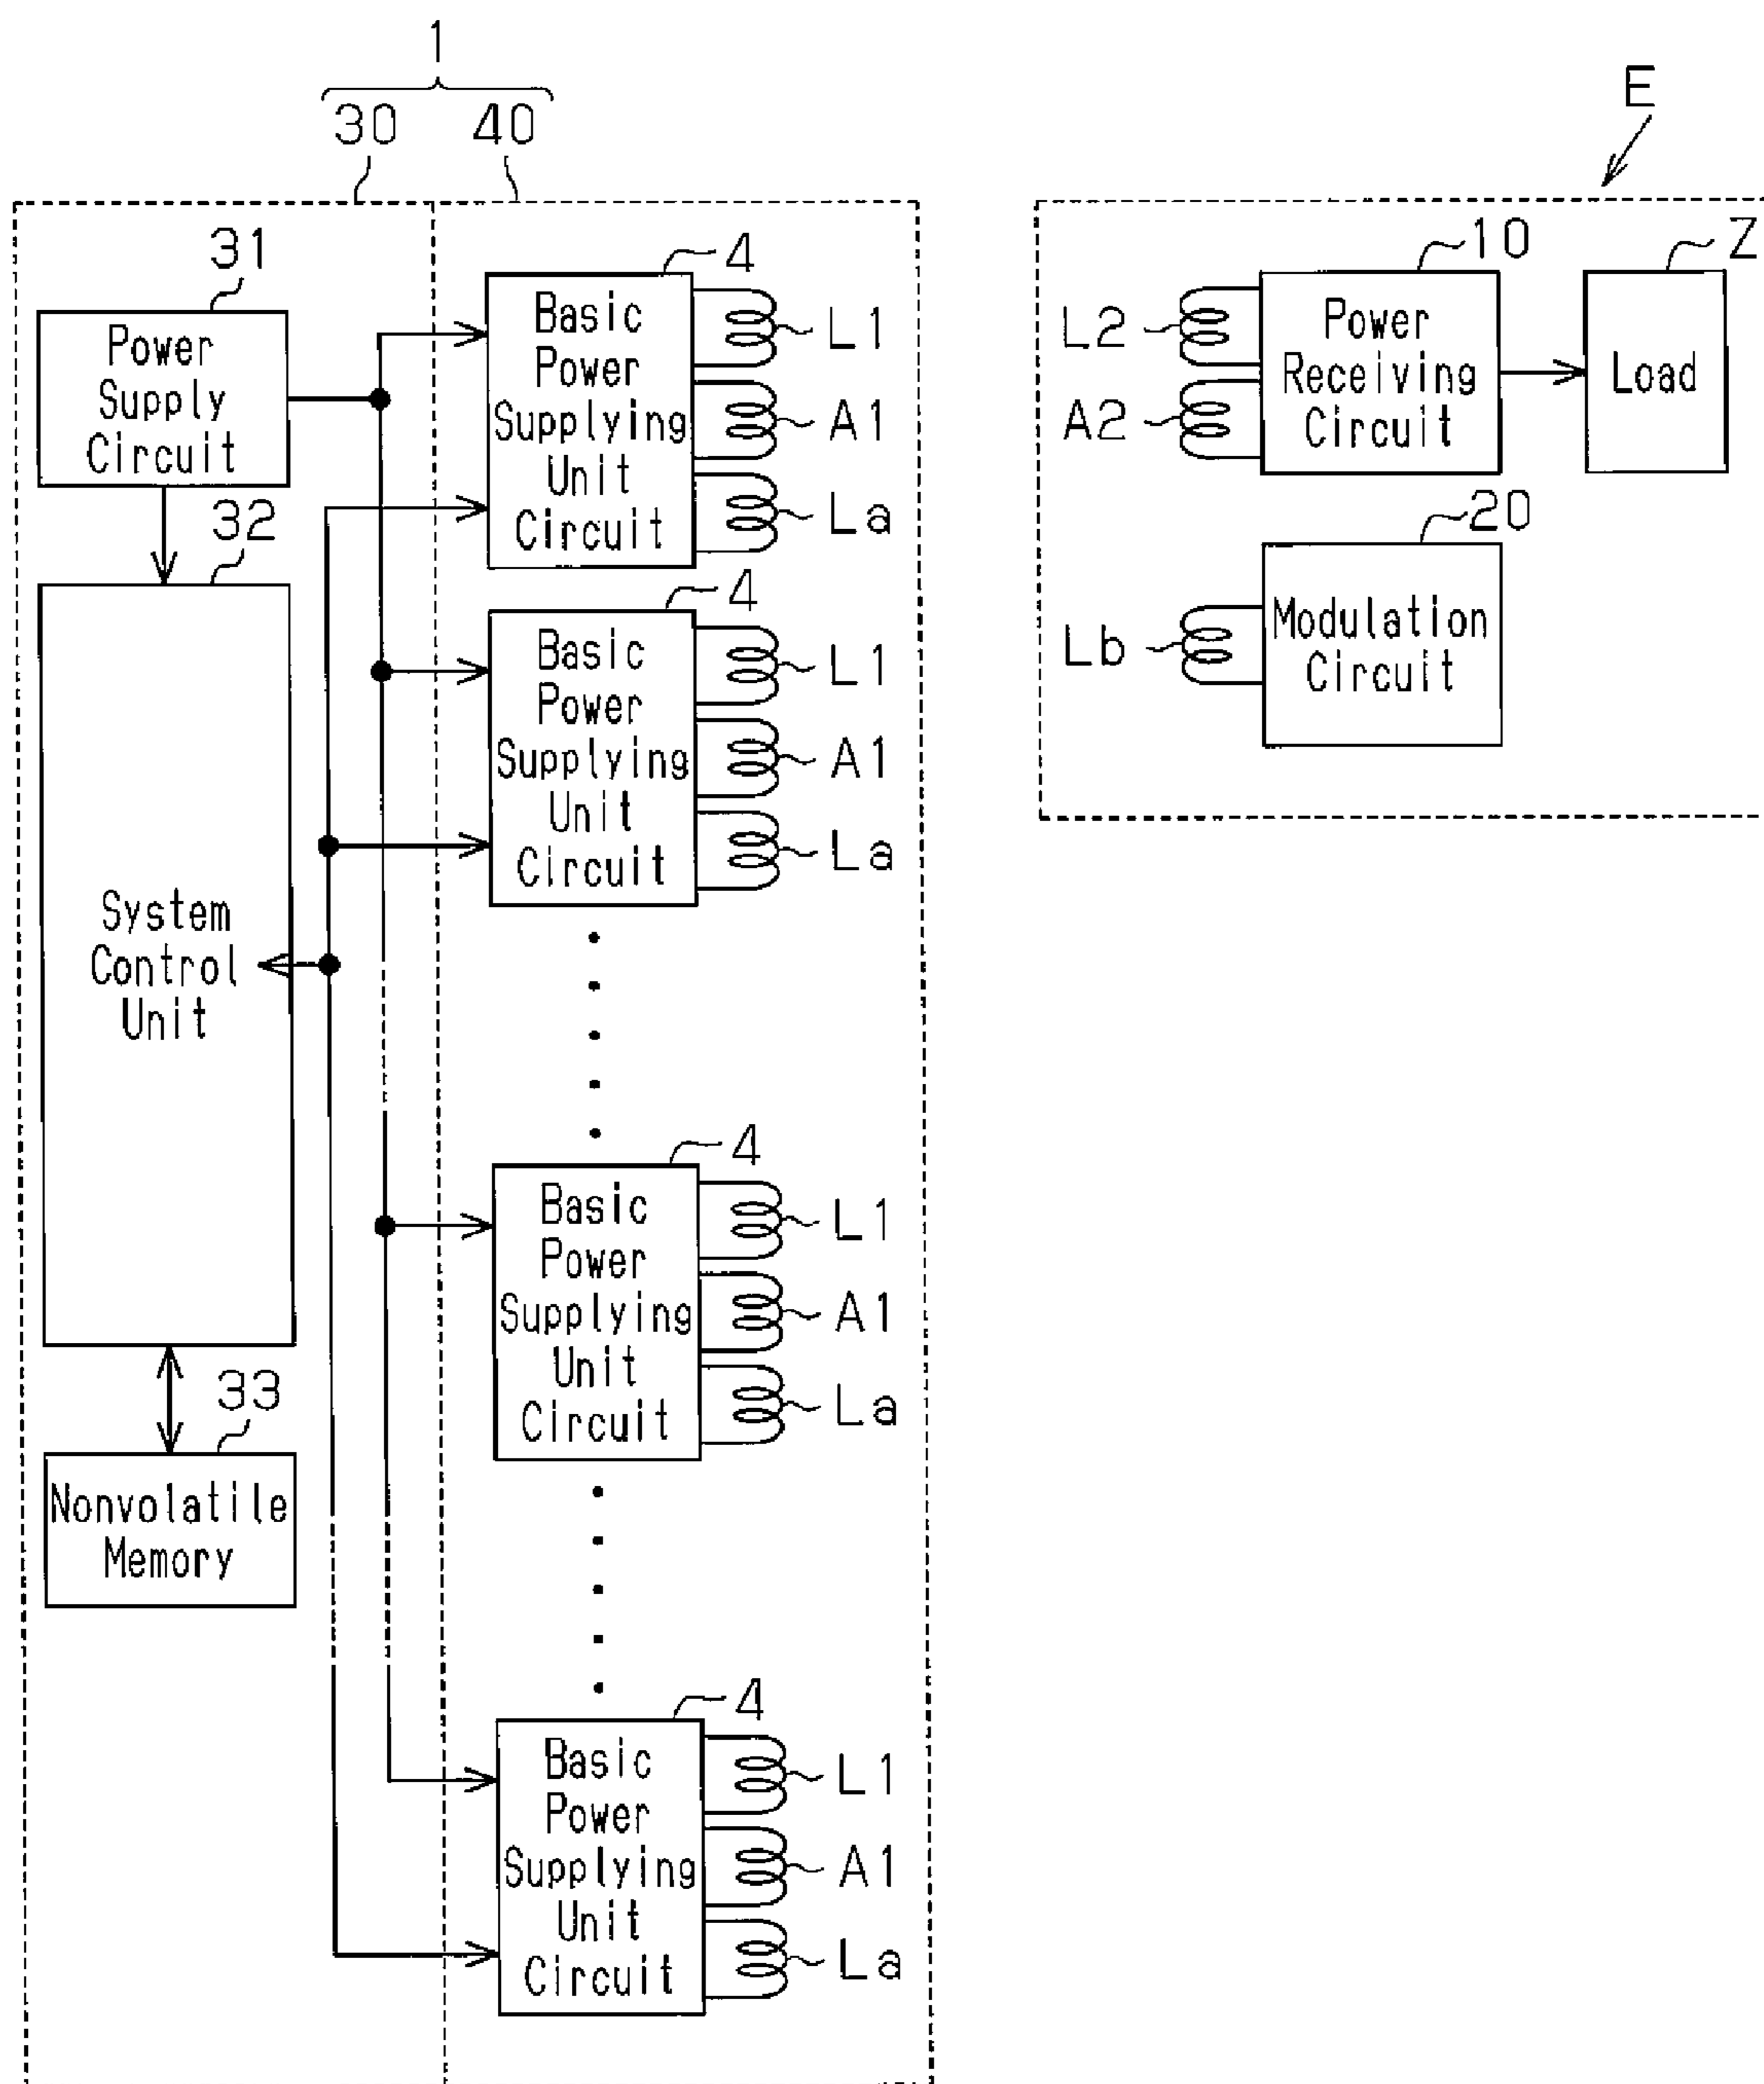 1
30 40
E
31
Power
Supply
Circuit
32
System
Control
Unit
33
Nonvolatile
Memory
4
Basic
Power
Supplying
Unit
Circuit
L1
A1
La
4
Basic
Power
Supplying
Unit
Circuit
L1
A1
La
4
Basic
Power
Supplying
Unit
Circuit
L1
A1
La
4
Basic
Power
Supplying
Unit
Circuit
L1
A1
La
10
L2
A2
Power
Receiving
Circuit
Z
Load
20
Lb
Modulation
Circuit